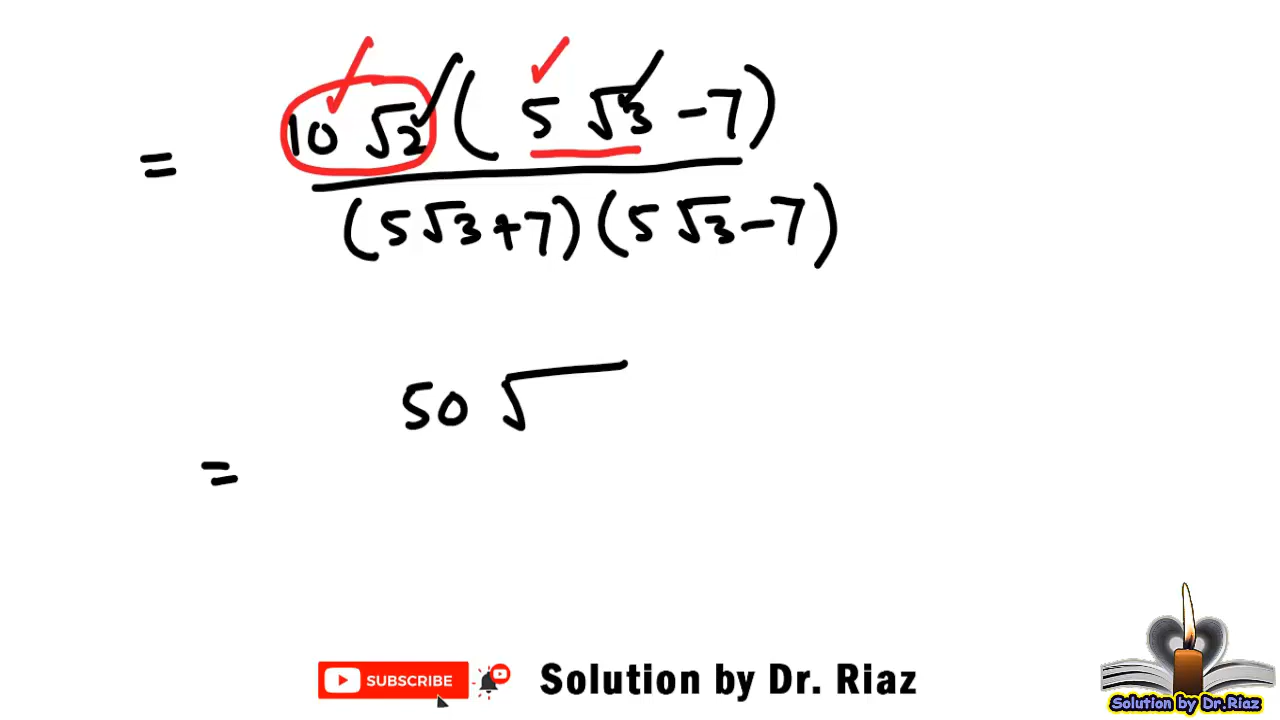 = 10 √2 ( 5 √3 - 7 )
(5√3+7)(5√3-7)
50 √
=
SUBSCRIBE
Solution by Dr. Riaz
Solution by Dr.Riaz